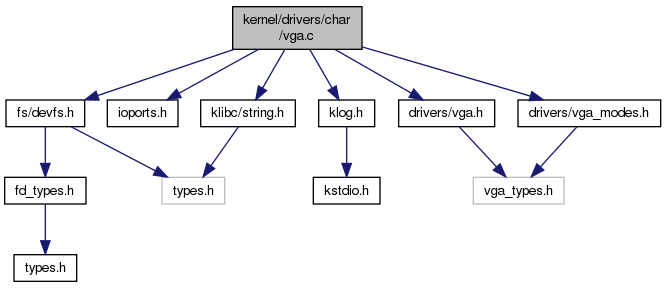 kernel/drivers/char
/vga.c
fs/devfs.h
ioports.h
klibc/string.h
klog.h
drivers/vga.h
drivers/vga_modes.h
fd_types.h
types.h
kstdio.h
vga_types.h
types.h